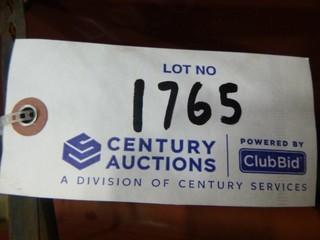 LOT NO
1765
CENTURY
AUCTIONS
POWERED BY
ClubBid
A DIVISION OF CENTURY SERVICES